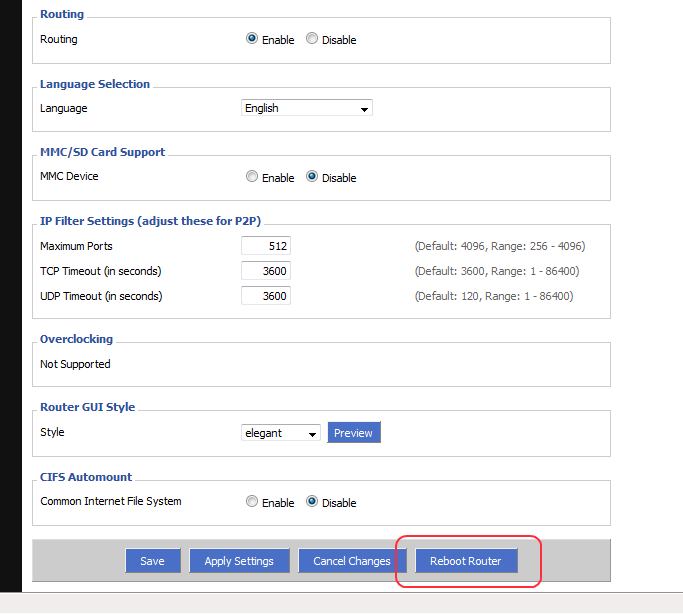 Routing
Routing Enable Disable
Language Selection
Language English
MMC/SD Card Support
MMC Device Enable Disable
IP Filter Settings (adjust these for P2P)
Maximum Ports 512 (Default: 4096, Range: 256 - 4096)
TCP Timeout (in seconds) 3600 (Default: 3600, Range: 1 - 86400)
UDP Timeout (in seconds) 3600 (Default: 120, Range: 1 - 86400)
Overclocking
Not Supported
Router GUI Style
Style elegant Preview
CIFS Automount
Common Internet File System Enable Disable
Save Apply Settings Cancel Changes Reboot Router